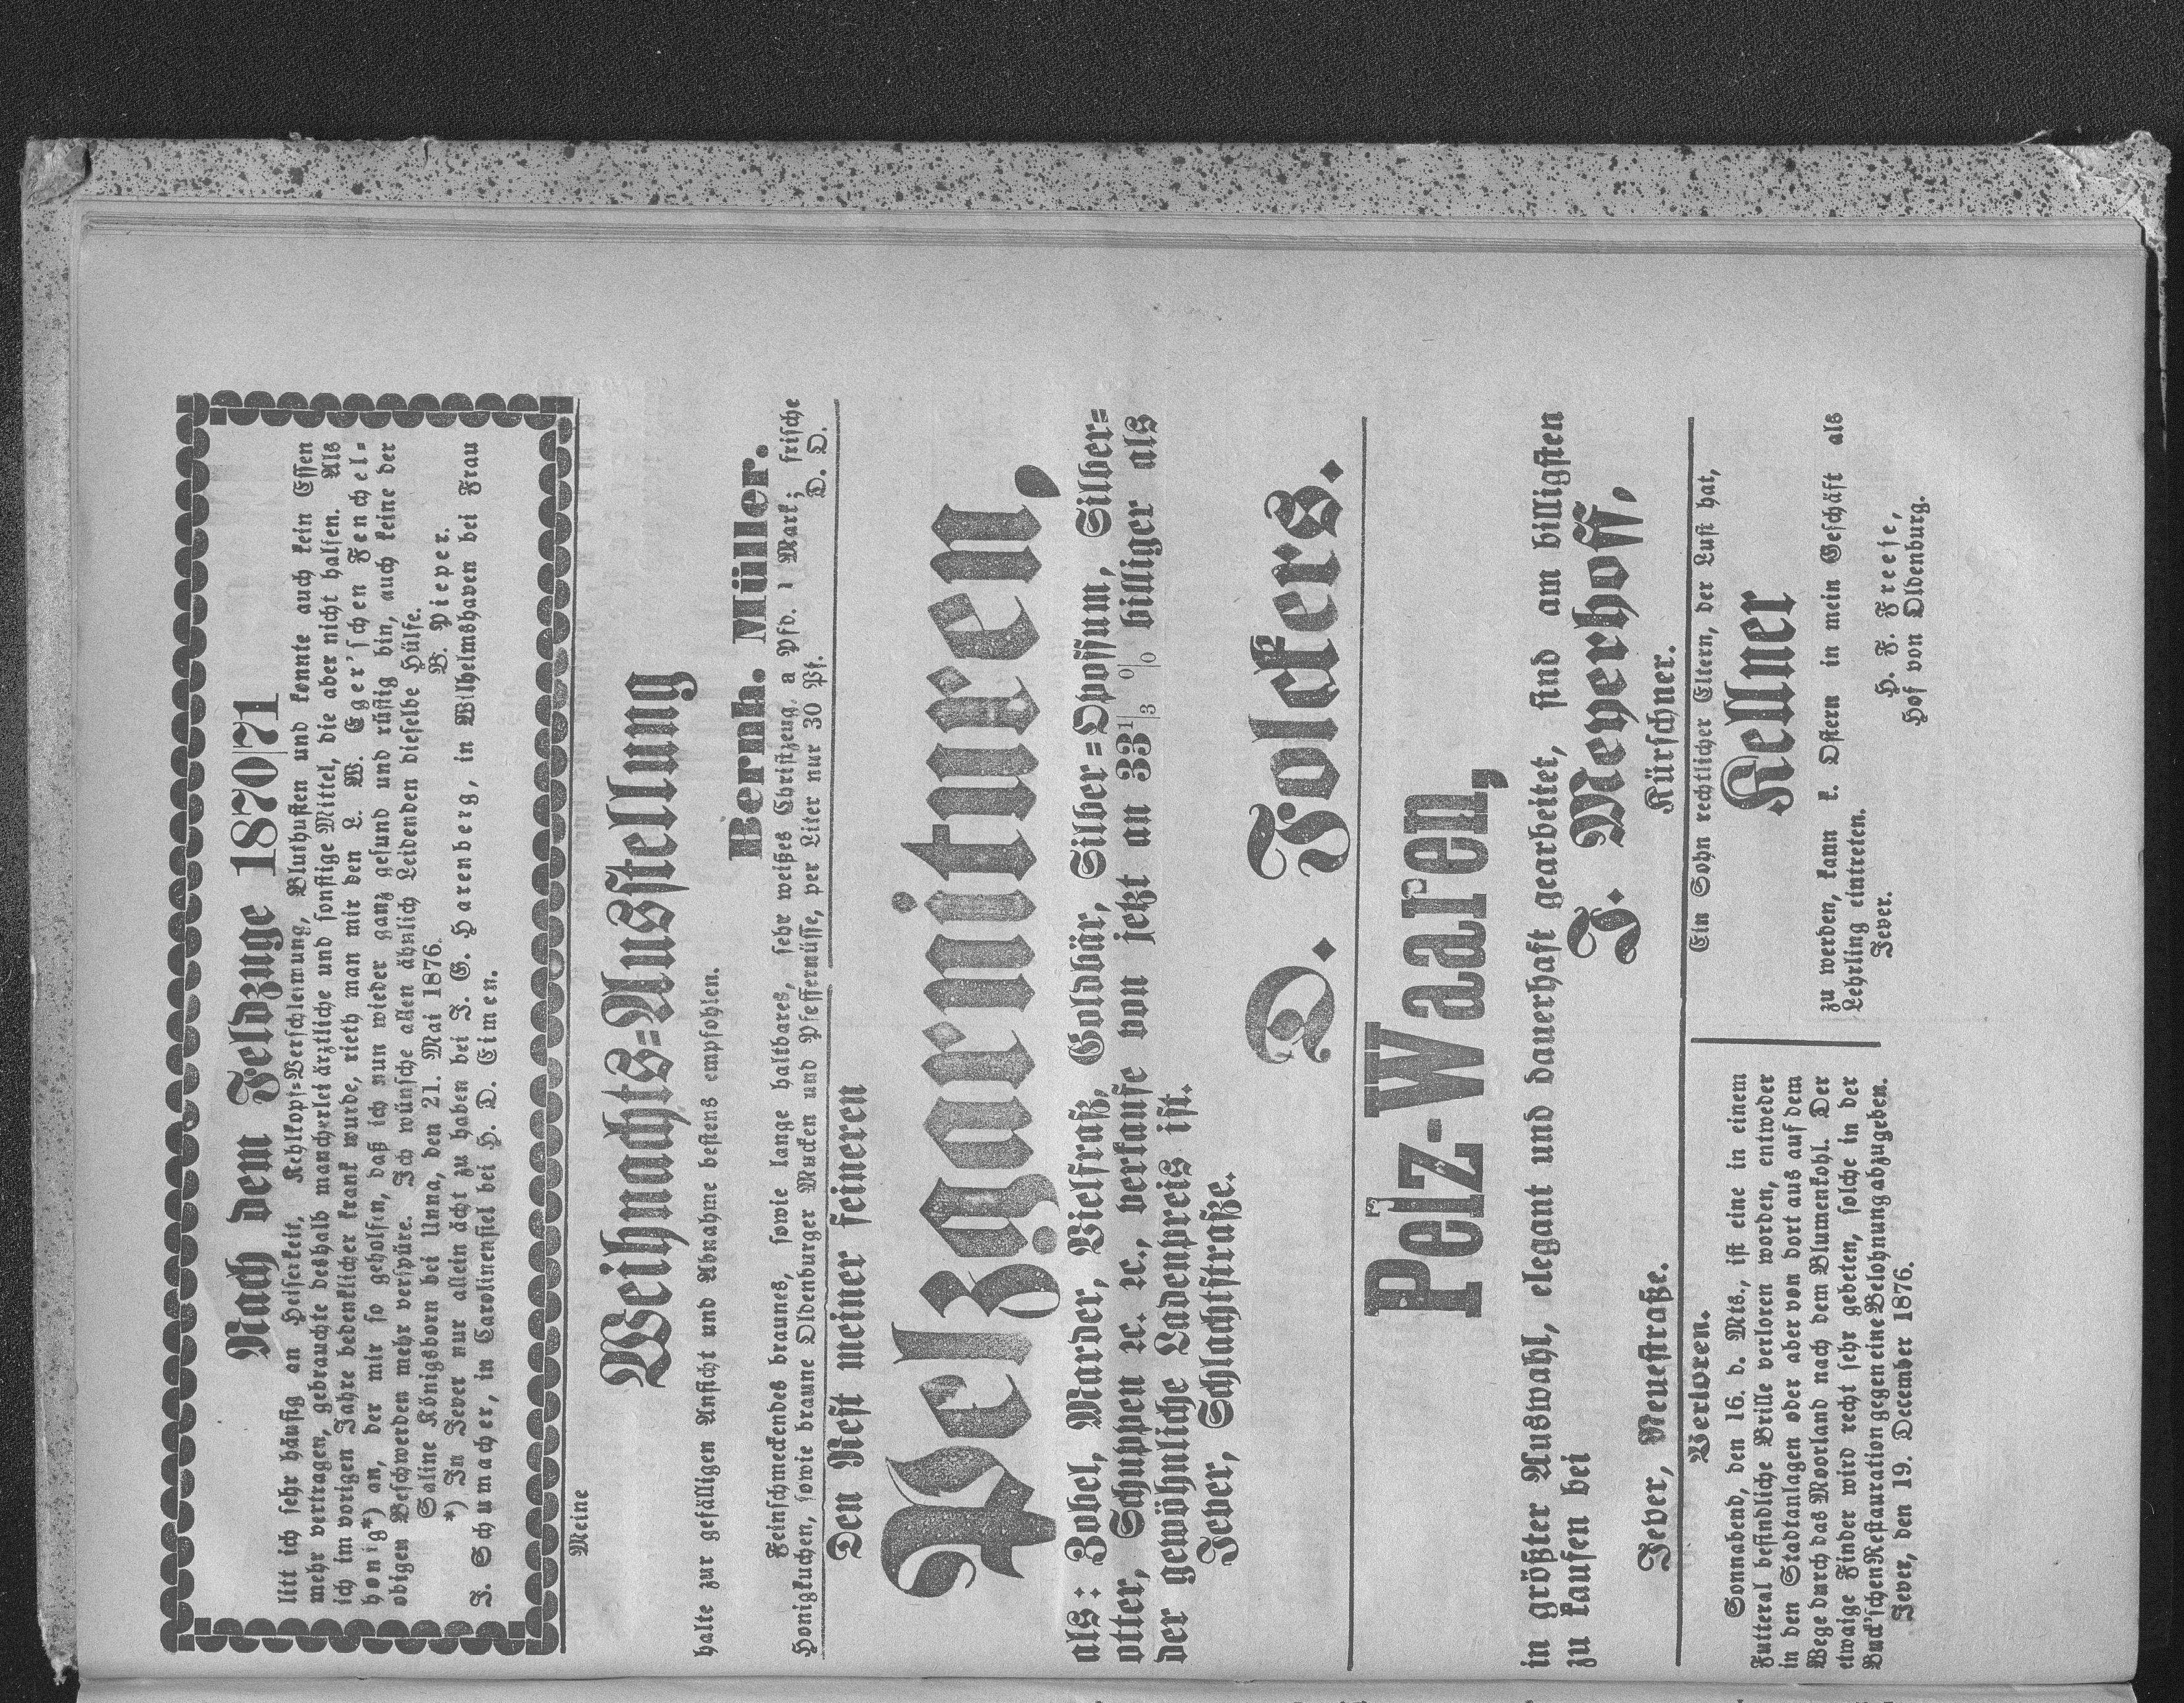 Nach dem Feldzuge 1870/71
litt ich sehr häufig an Heiserkeit, Kehlkopf=Verschleimung, Bluthusten und konnte auch kein Essen
mehr vertragen, gebrauchte deshalb mancherlei ärztliche und sonstige Mittel, die aber nicht halfen. Als
ich im vorigen Jahre bedenklicher krank wurde, rieth man mir den L. W. Eger'schen Fenchel=
honig*) an, der mir so geholfen, daß ich nun wieder ganz gesund und rüstig bin, auch keine der
obigen Beschwerden mehr verspüre. Ich wünsche allen ähnlich Leidenden dieselbe Hülfe.
Saline Königsborn bei Unna, den 21. Mai 1876. B. Pieper.
*) In Jever nur allein ächt zu haben bei J. G. Harenberg, in Wilhelmshaven bei Frau
J. Schumacher, in Carolinensiel bei H. D. Eimen.
Meine
Weihnachts=Ausstellung
halte zur gefälligen Ansicht und Abnahme bestens empfohlen.
Bernh. Müller.
Feinschmeckendes braunes, sowie lange haltbares, sehr weißes Christzeug, a Pfd. 1 Mark; frische
Honigkuchen, sowie braune Oldenburger Mucken und Pfeffernüsse, per Liter nur 30 Pf. D. O.
Den Rest meiner feineren
Pelzgarnituren,
als: Zobel, Marder, Vielfraß, Goldbär, Silber=Opossum, Silber=
otter, Schuppen ꝛc. ꝛc., verkaufe von jetzt an 33 1/3 % billiger als
der gewöhnliche Ladenpreis ist.
Jever, Schlachtstraße.
D. Folckers.
Pelz-Waaren,
in größter Auswahl, elegant und dauerhaft gearbeitet, sind am billigsten
zu kaufen bei
J. Meyerhoff,
Jever, Neuestraße. Kürschner.
Verloren.
Sonnabend, den 16. d. Mts., ist eine in einem
Futteral befindliche Brille verloren worden, entweder
in den Stadtanlagen oder aber von dort aus auf dem
Wege durch das Moorland nach dem Blumenkohl. Der
etwaige Finder wird recht sehr gebeten, solche in der
Buck'schen Restauration gegen eine Belohnung abzugeben.
Jever, den 19. December 1876.
Ein Sohn rechtlicher Eltern, der Lust hat,
Kellner
zu werden, kann k. Ostern in mein Geschäft als
Lehrling eintreten.
Jever. H. F. Freese,
Hof von Oldenburg.